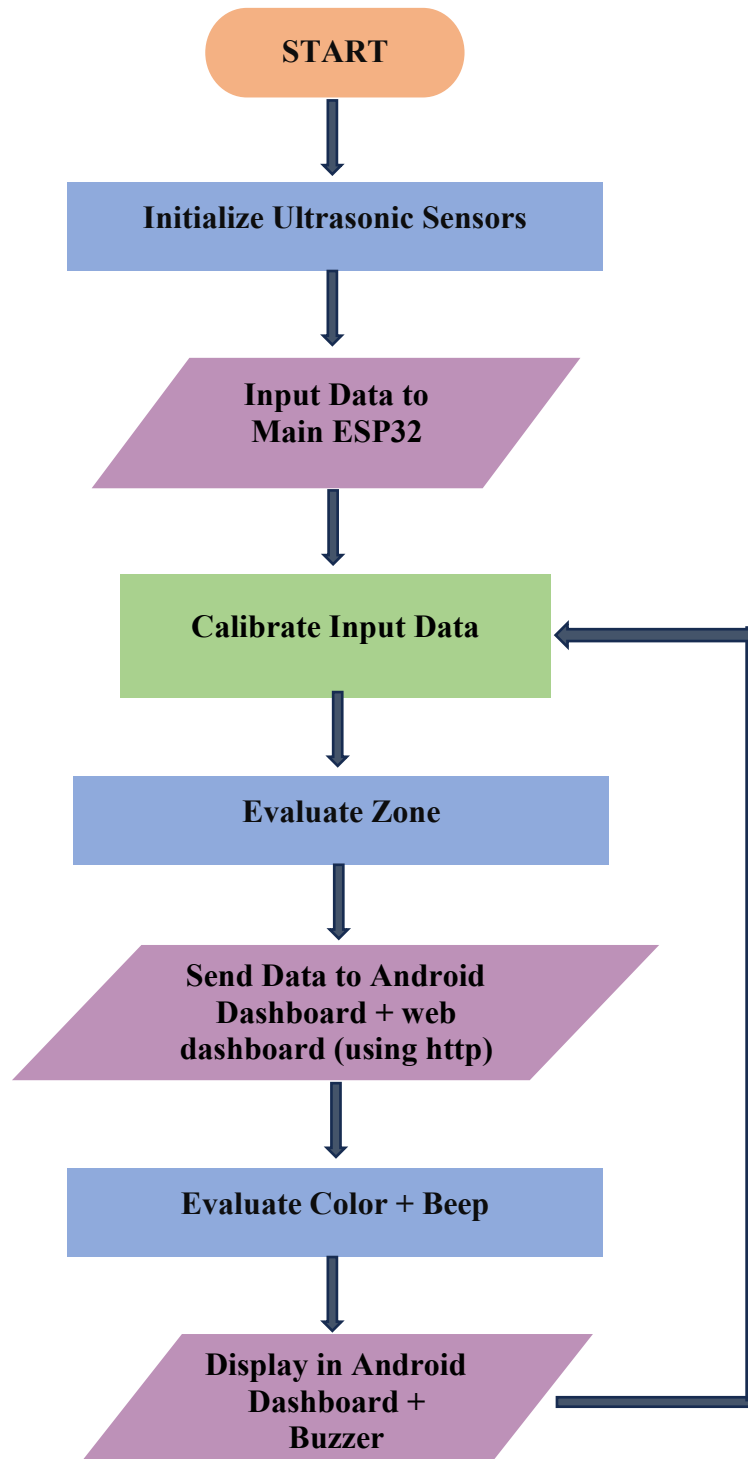 START
Initialize Ultrasonic Sensors
Input Data to
Main ESP32
Calibrate Input Data
Evaluate Zone
Send Data to Android
Dashboard + web
dashboard (using http)
Evaluate Color + Beep
Display in Android
Dashboard +
Buzzer